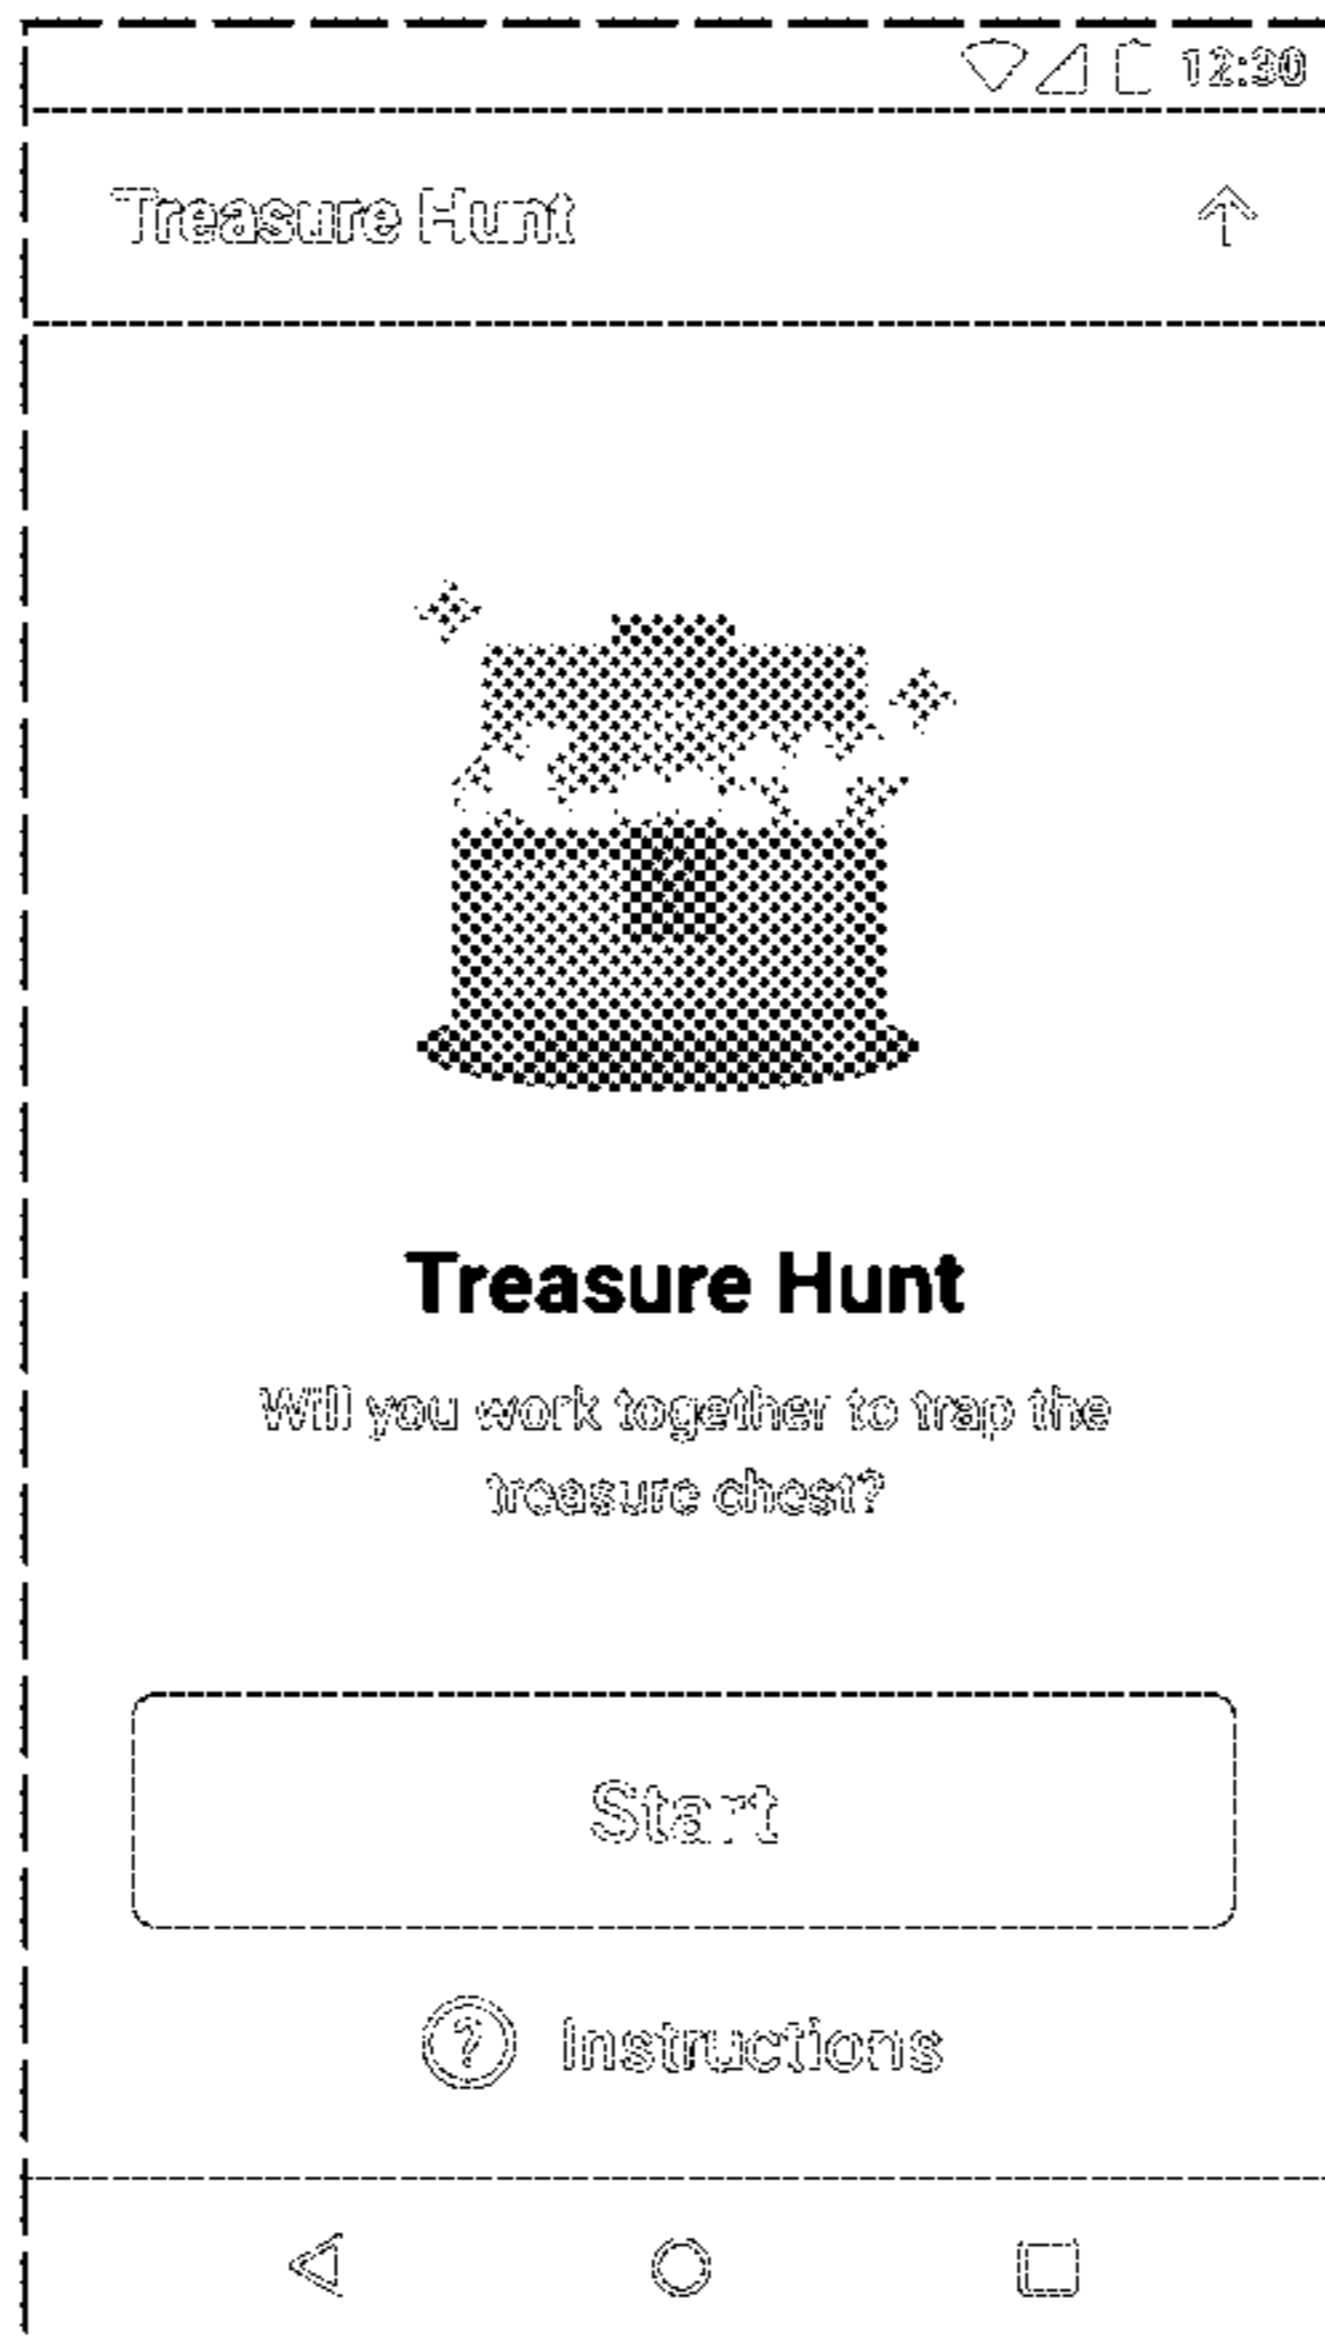 12:30
Treasure Hunt
Treasure Hunt
Will you work together to trap the
treasure chest?
Start
? Instructions